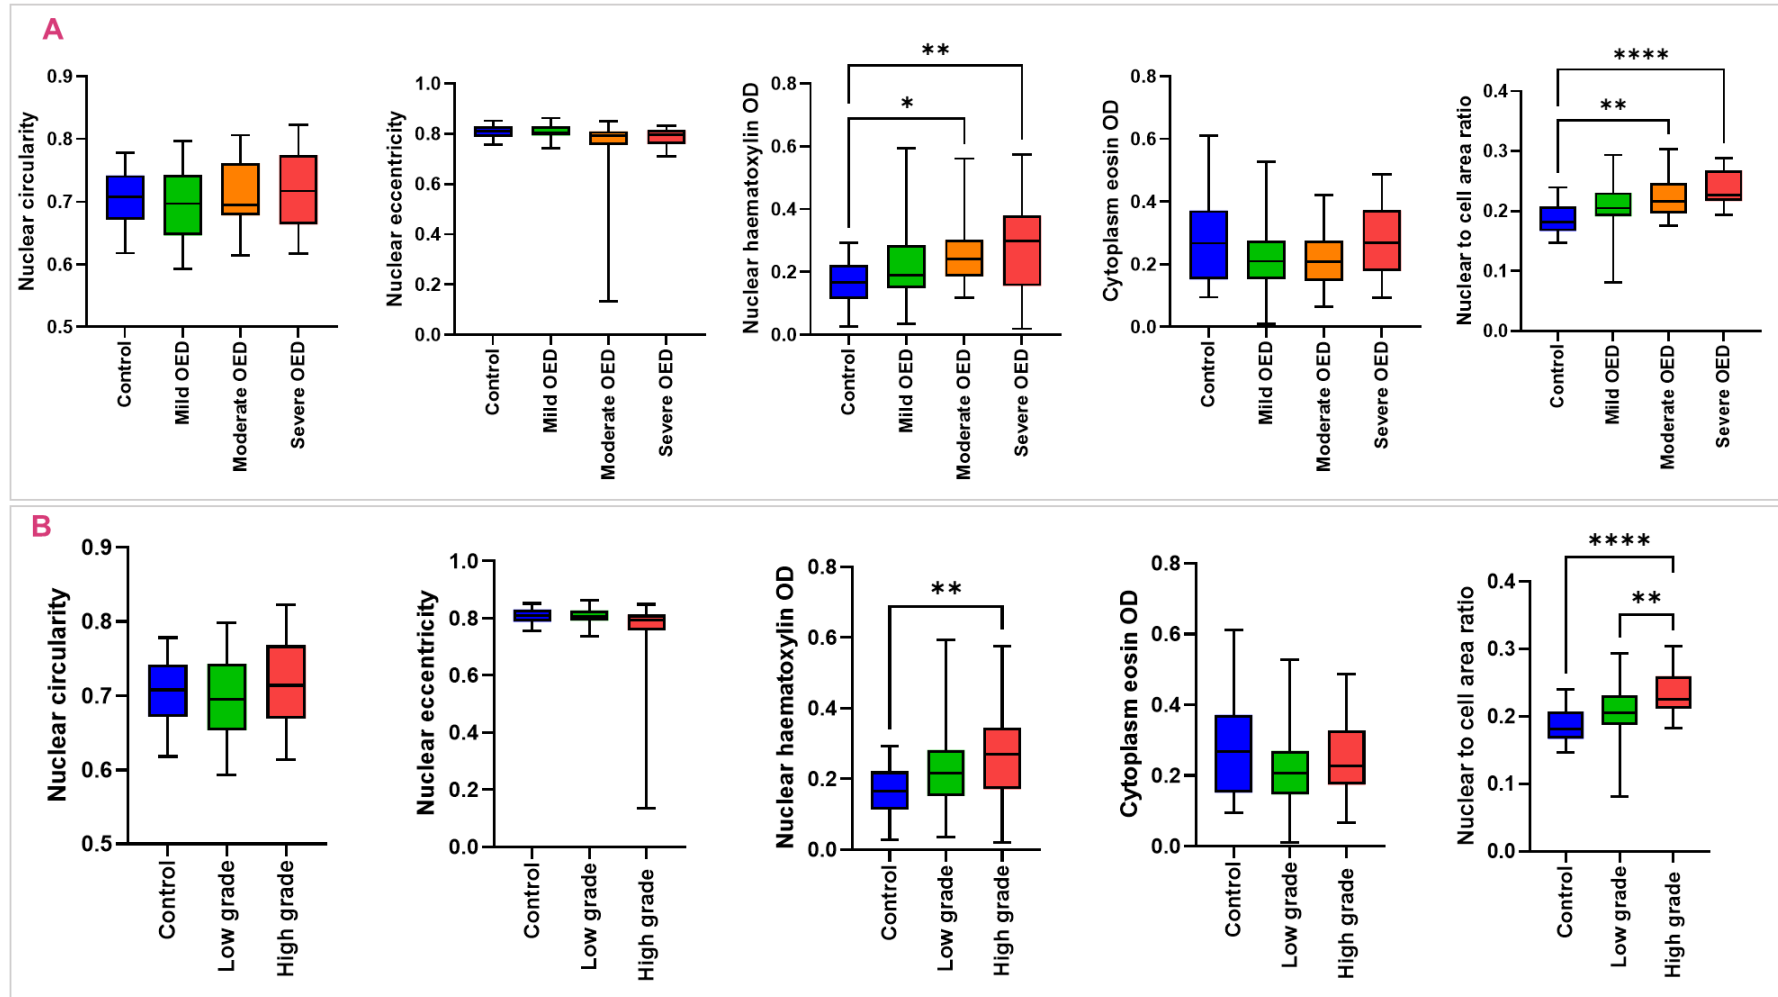 A
Nuclear circularity
0.9
0.8
0.7
0.6
0.5
Control
Mild OED
Moderate OED
Severe OED
Nuclear eccentricity
1.0
0.8
0.6
0.4
0.2
0.0
Control
Mild OED
Moderate OED
Severe OED
Nuclear haematoxylin OD
0.8
0.6
0.4
0.2
0.0
**
*
Control
Mild OED
Moderate OED
Severe OED
Cytoplasm eosin OD
0.8
0.6
0.4
0.2
0.0
Control
Mild OED
Moderate OED
Severe OED
Nuclear to cell area ratio
0.4
0.3
0.2
0.1
0.0
****
**
Control
Mild OED
Moderate OED
Severe OED
B
Nuclear circularity
0.9
0.8
0.7
0.6
0.5
Control
Low grade
High grade
Nuclear eccentricity
1.0
0.8
0.6
0.4
0.2
0.0
Control
Low grade
High grade
Nuclear haematoxylin OD
0.8
0.6
0.4
0.2
0.0
**
Control
Low grade
High grade
Cytoplasm eosin OD
0.8
0.6
0.4
0.2
0.0
Control
Low grade
High grade
Nuclear to cell area ratio
0.4
0.3
0.2
0.1
0.0
****
**
Control
Low grade
High grade